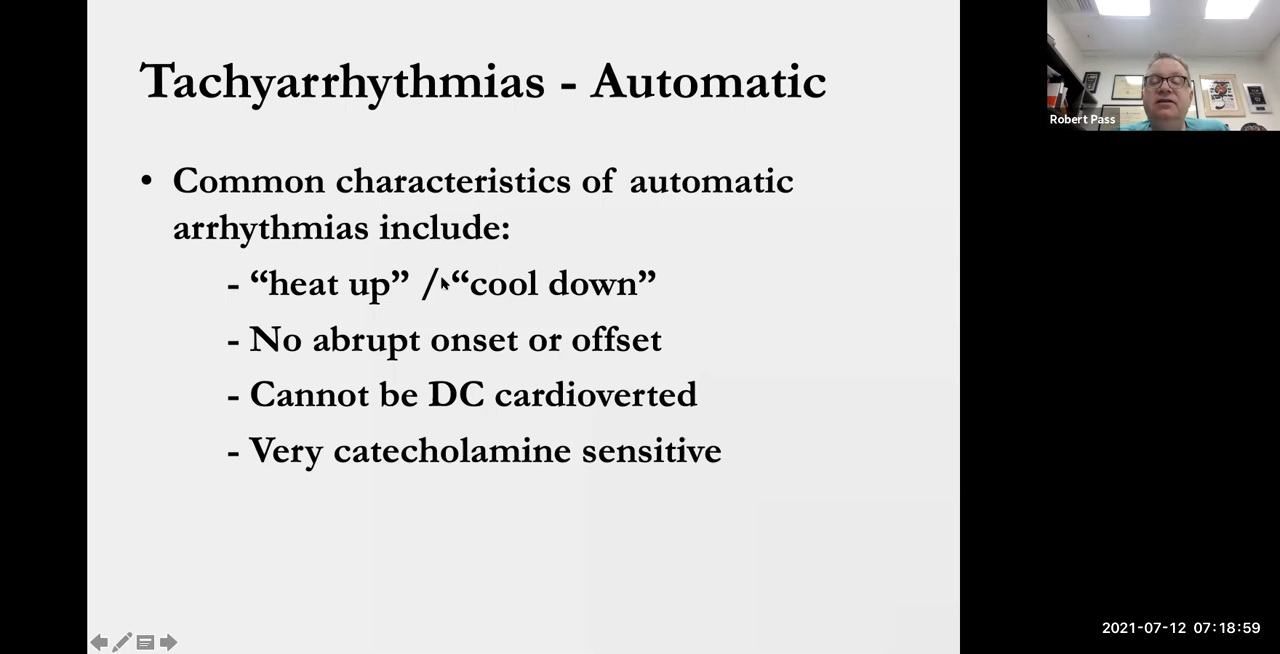 Tachyarrhythmias - Automatic
• Common characteristics of automatic
arrhythmias include:
- “heat up” / “cool down”
- No abrupt onset or offset
- Cannot be DC cardioverted
- Very catecholamine sensitive
Robert Pass
2021-07-12 07:18:59